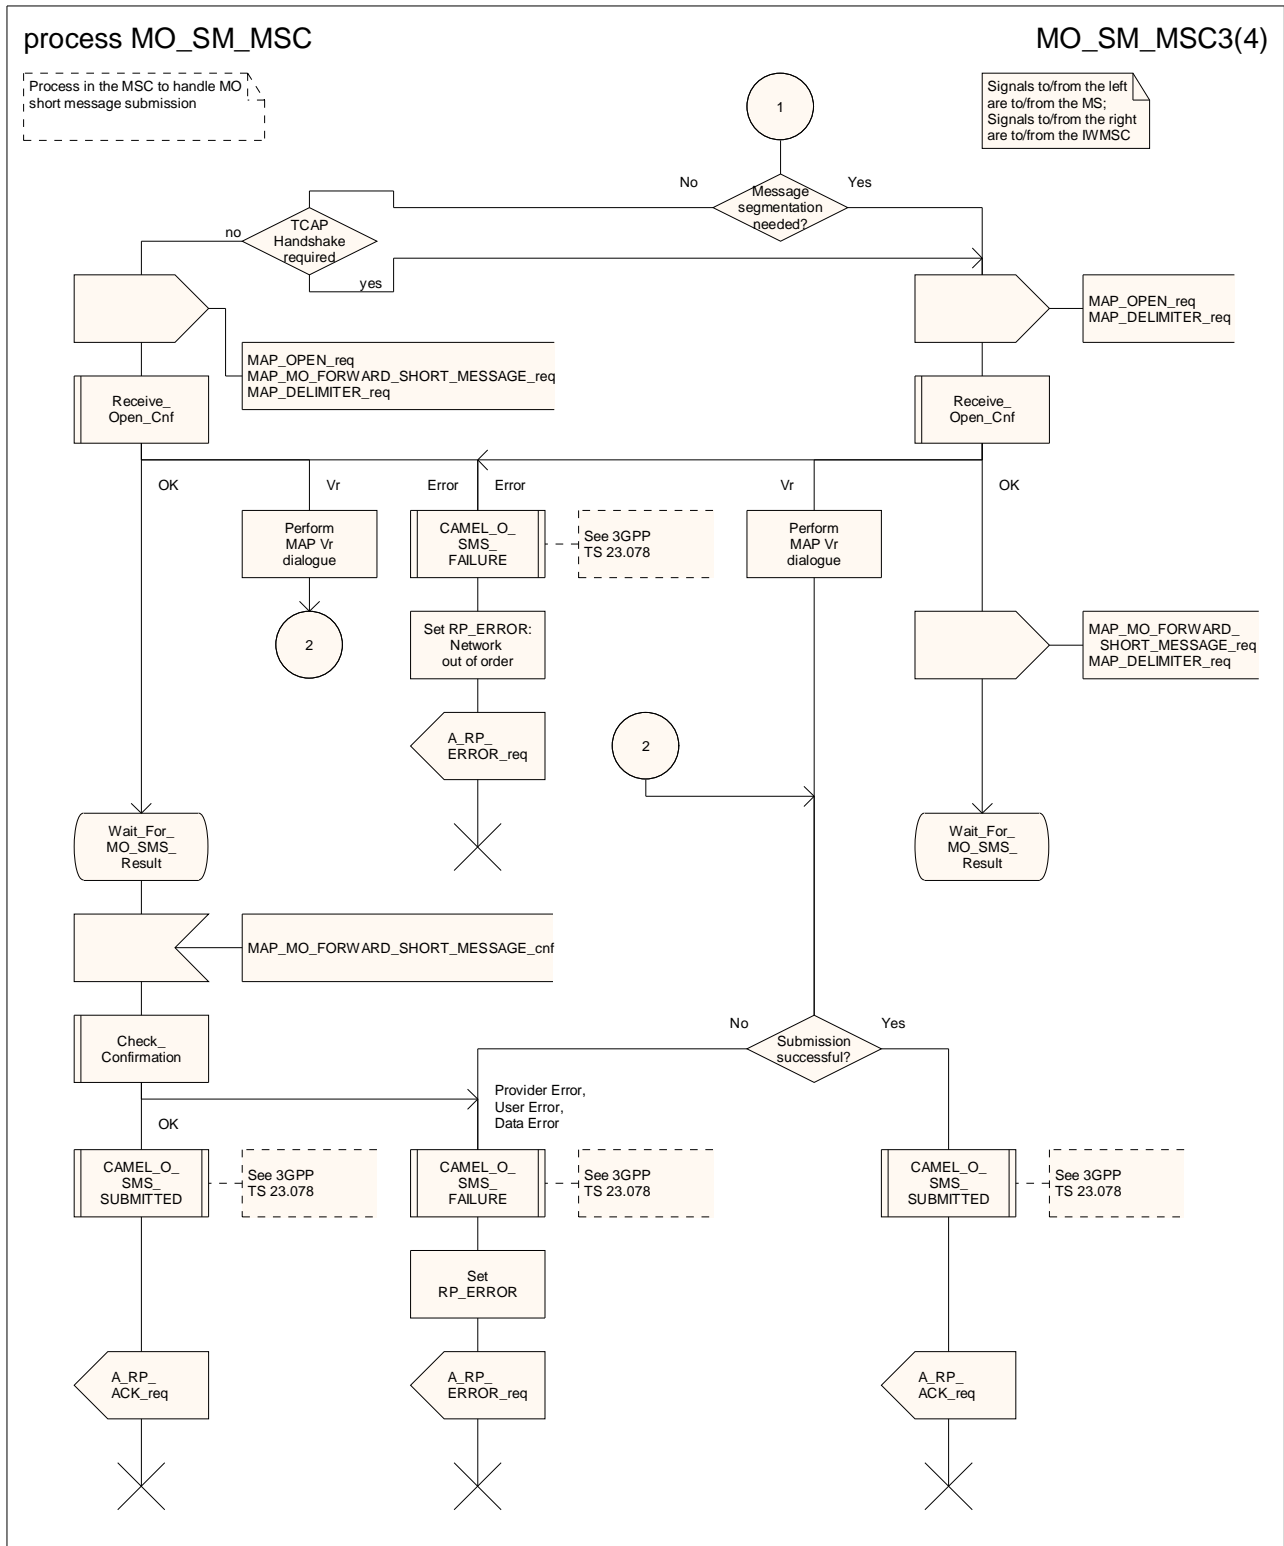 process MO_SM_MSC
MO_SM_MSC3(4)
Process in the MSC to handle MO
short message submission
1
Signals to/from the left
are to/from the MS;
Signals to/from the right
are to/from the IWMSC
No
Message
segmentation
needed?
Yes
no
TCAP
Handshake
required
yes
MAP_OPEN_req
MAP_DELIMITER_req
MAP_OPEN_req
MAP_MO_FORWARD_SHORT_MESSAGE_req
MAP_DELIMITER_req
Receive_
Open_Cnf
Receive_
Open_Cnf
OK
Vr
Error
Error
Vr
OK
Perform
MAP Vr
dialogue
CAMEL_O_
SMS_
FAILURE
See 3GPP
TS 23.078
Perform
MAP Vr
dialogue
2
Set RP_ERROR:
Network
out of order
MAP_MO_FORWARD_
SHORT_MESSAGE_req
MAP_DELIMITER_req
A_RP_
ERROR_req
2
Wait_For_
MO_SMS_
Result
Wait_For_
MO_SMS_
Result
MAP_MO_FORWARD_SHORT_MESSAGE_cnf
Check_
Confirmation
No
Submission
successful?
Yes
OK
Provider Error,
User Error,
Data Error
CAMEL_O_
SMS_
SUBMITTED
See 3GPP
TS 23.078
CAMEL_O_
SMS_
FAILURE
See 3GPP
TS 23.078
CAMEL_O_
SMS_
SUBMITTED
See 3GPP
TS 23.078
Set
RP_ERROR
A_RP_
ACK_req
A_RP_
ERROR_req
A_RP_
ACK_req